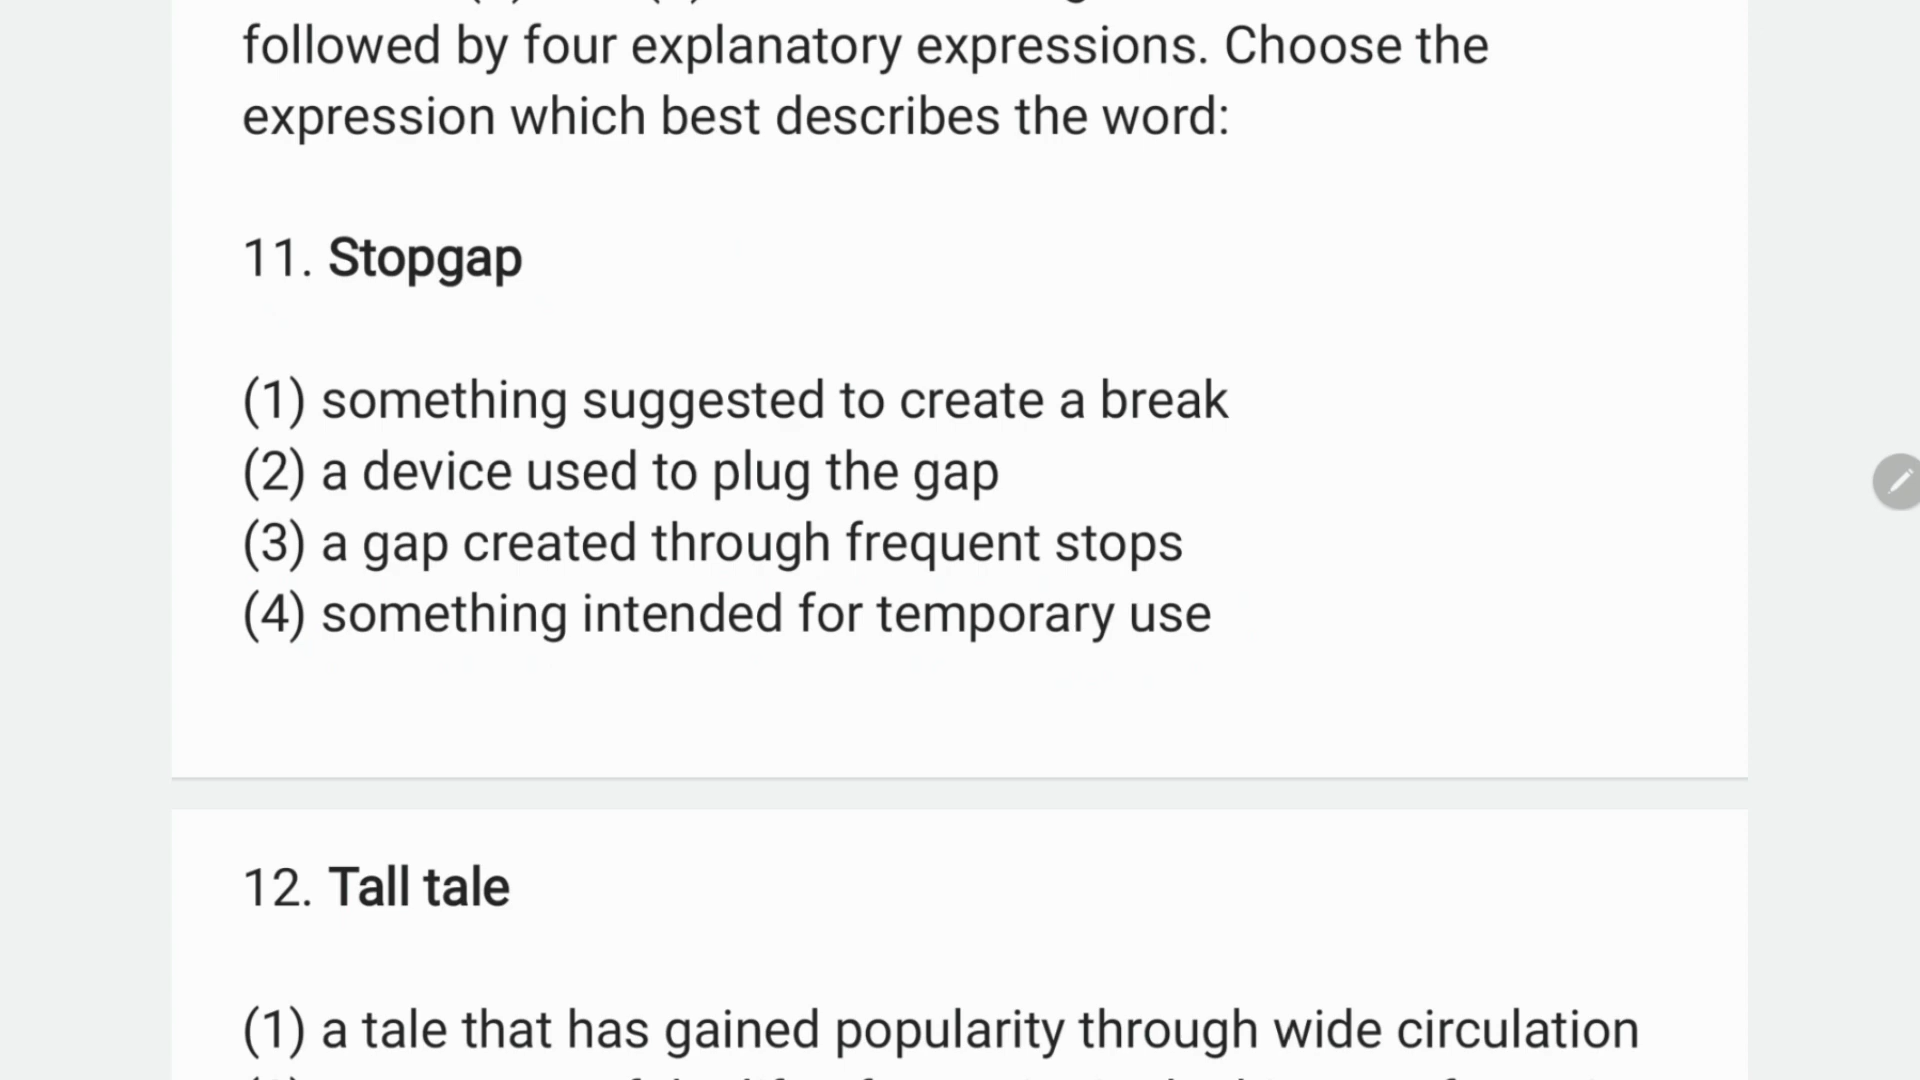 followed by four explanatory expressions. Choose the
expression which best describes the word:
11. Stopgap
(1) something suggested to create a break
(2) a device used to plug the gap
(3) a gap created through frequent stops
(4) something intended for temporary use
12. Tall tale
(1) a tale that has gained popularity through wide circulation